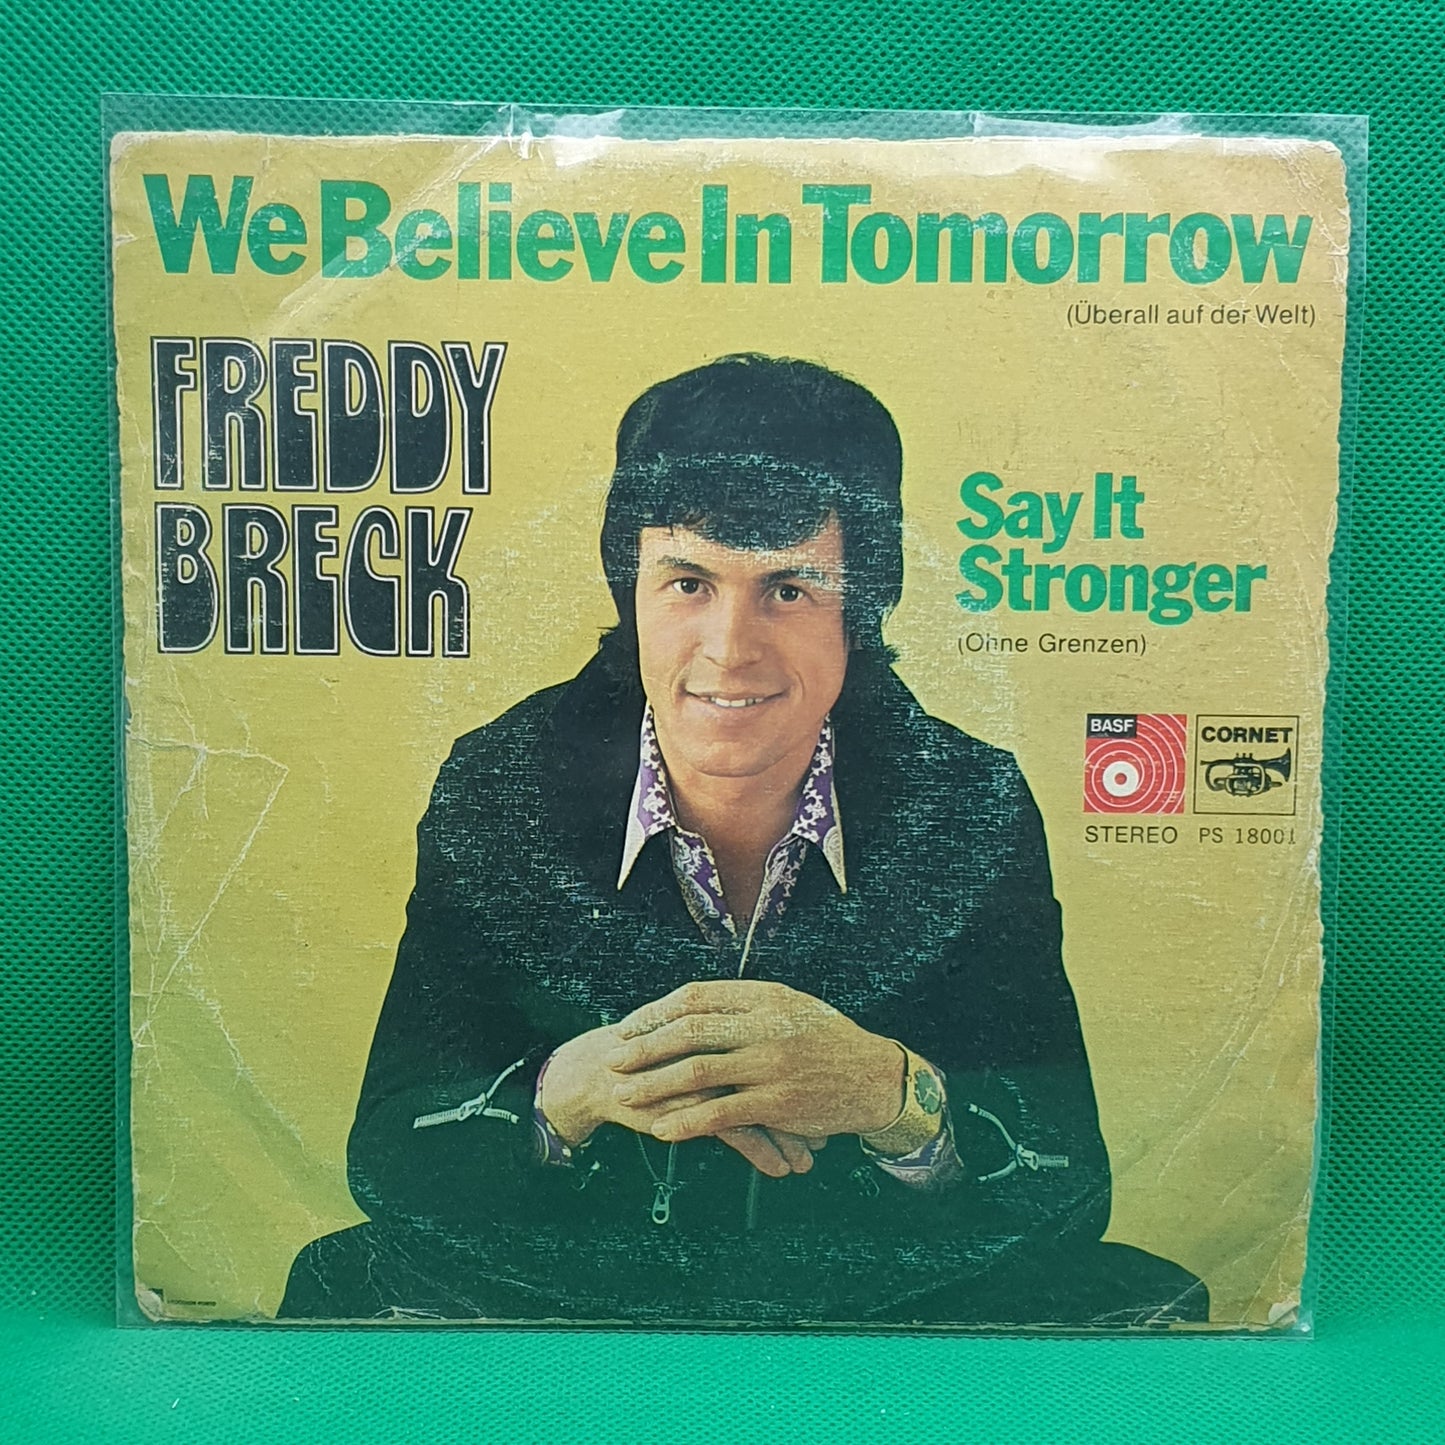 We Believe In Tomorrow
(Überall auf der Welt)
FREDDY
BRECK
Say It
Stronger
(Ohne Grenzen)
BASF
CORNET
STEREO PS 18001